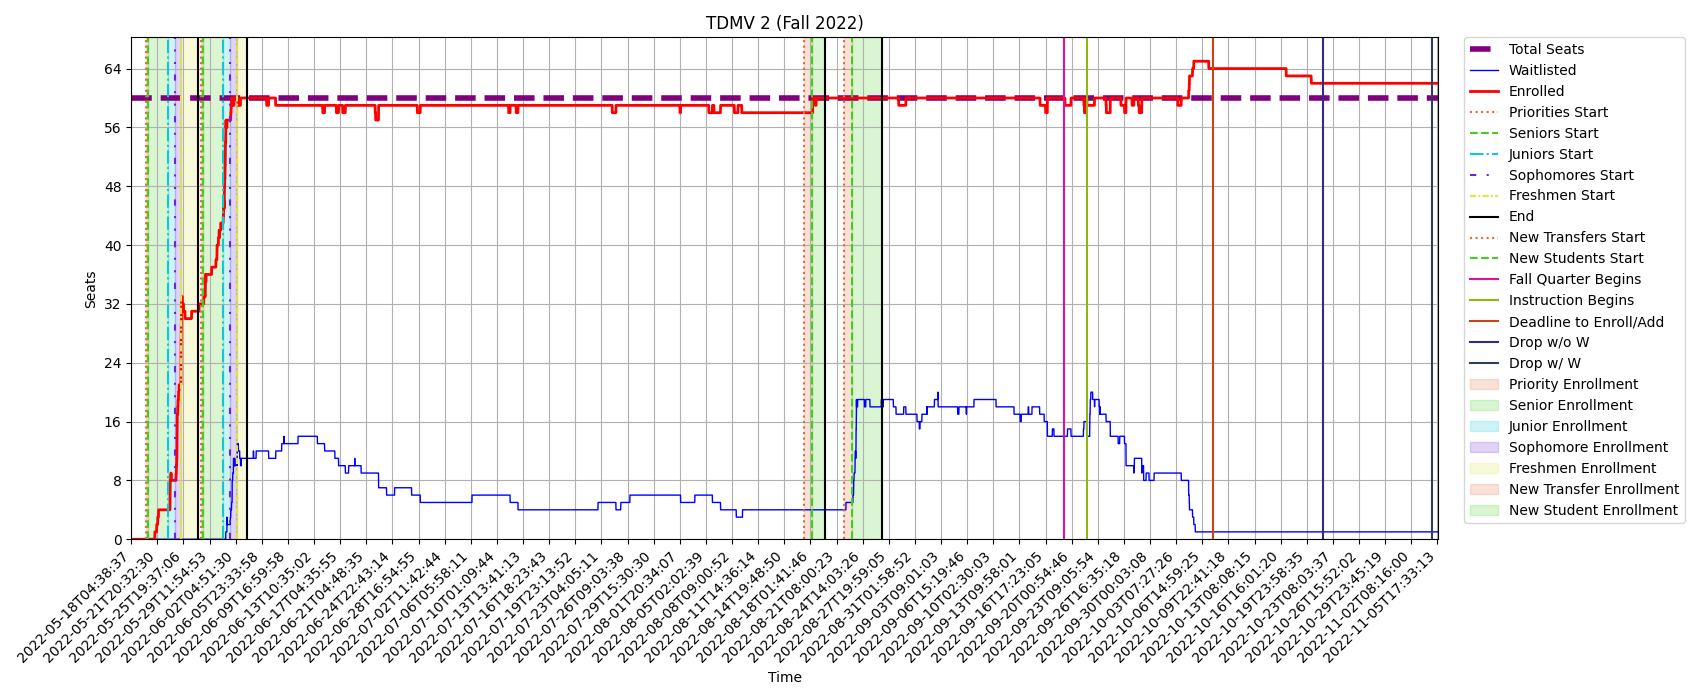 TDMV 2 (Fall 2022)
Seats
64
56
48
40
32
24
16
8
0
2022-05-18T04:38:37
2022-05-21T20:32:30
2022-05-25T19:37:06
2022-05-29T11:54:53
2022-06-02T04:51:30
2022-06-05T23:33:58
2022-06-09T16:59:58
2022-06-13T10:35:02
2022-06-17T04:35:55
2022-06-21T04:48:35
2022-06-24T22:43:14
2022-06-28T16:54:55
2022-07-02T11:42:44
2022-07-06T05:58:11
2022-07-10T01:09:44
2022-07-13T13:41:13
2022-07-16T18:23:43
2022-07-19T23:13:52
2022-07-23T04:05:11
2022-07-26T09:03:38
2022-07-29T15:30:30
2022-08-01T20:34:07
2022-08-05T02:02:39
2022-08-08T09:00:52
2022-08-11T14:36:14
2022-08-14T19:48:50
2022-08-18T01:41:46
2022-08-21T08:00:23
2022-08-24T14:03:26
2022-08-27T19:59:05
2022-08-31T01:58:52
2022-09-03T09:01:03
2022-09-06T15:19:46
2022-09-10T02:30:03
2022-09-13T09:58:01
2022-09-16T17:23:05
2022-09-20T00:54:46
2022-09-23T09:05:54
2022-09-26T16:35:18
2022-09-30T00:03:08
2022-10-03T07:27:26
2022-10-06T14:59:25
2022-10-09T22:41:18
2022-10-13T08:08:15
2022-10-16T16:01:20
2022-10-19T23:58:35
2022-10-23T08:03:37
2022-10-26T15:52:02
2022-10-29T23:45:19
2022-11-02T08:16:00
2022-11-05T17:33:13
Time
Total Seats
Waitlisted
Enrolled
Priorities Start
Seniors Start
Juniors Start
Sophomores Start
Freshmen Start
End
New Transfers Start
New Students Start
Fall Quarter Begins
Instruction Begins
Deadline to Enroll/Add
Drop w/o W
Drop w/ W
Priority Enrollment
Senior Enrollment
Junior Enrollment
Sophomore Enrollment
Freshmen Enrollment
New Transfer Enrollment
New Student Enrollment